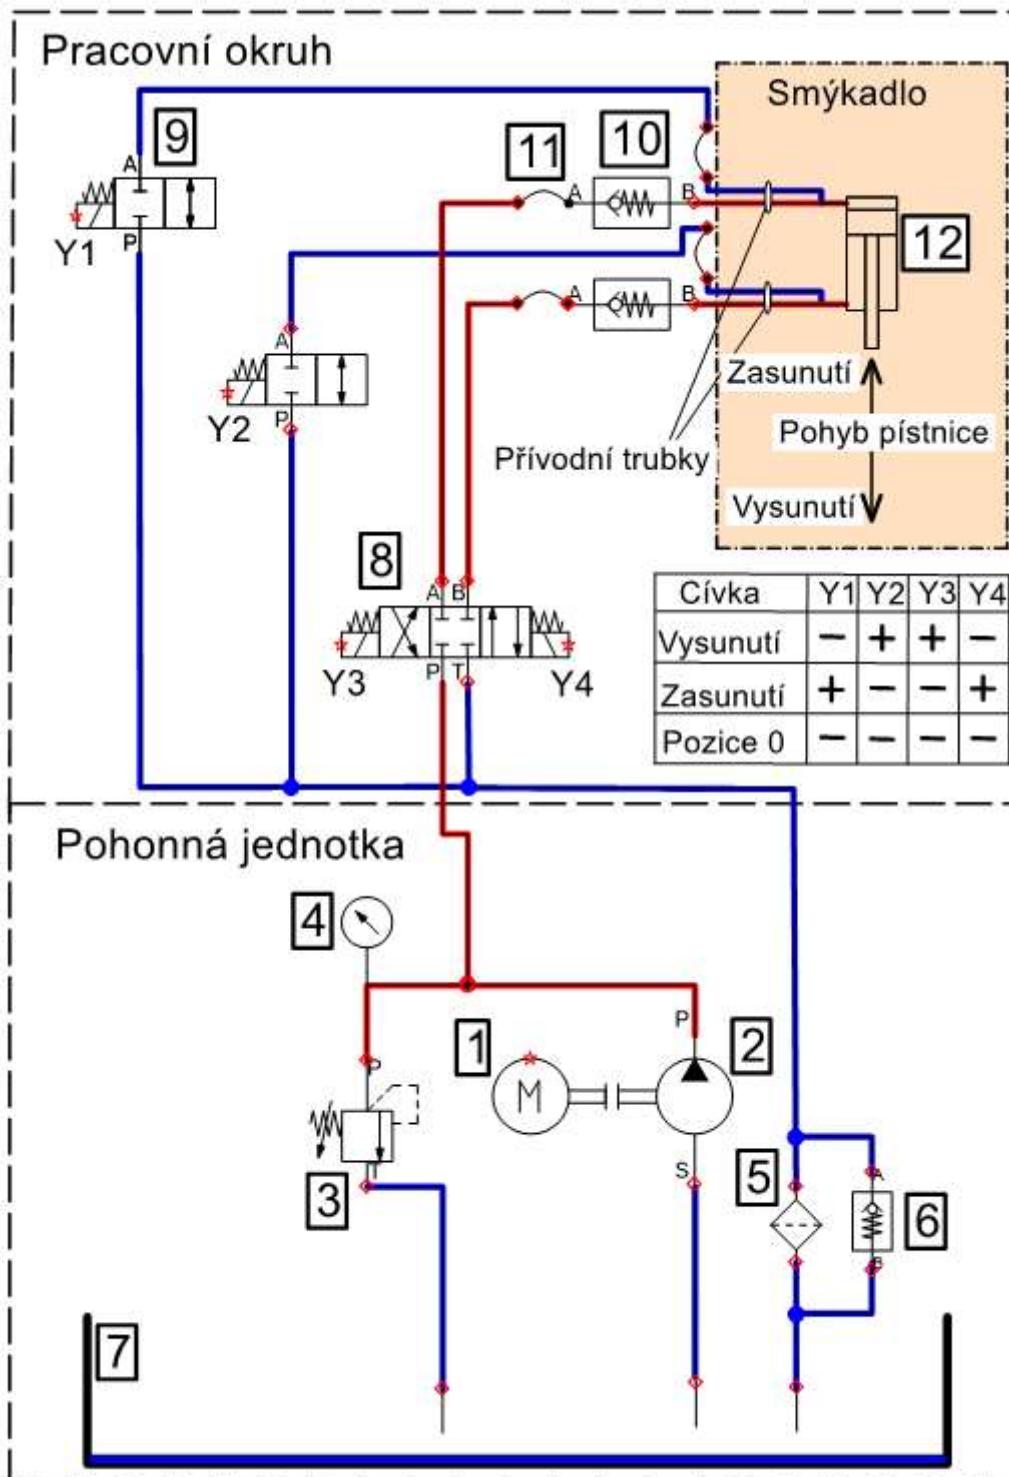 Pracovní okruh
Smýkadlo
9
A
P
Y1
11
10
A
B
12
A
B
A
P
Y2
Zasunutí
Pohyb pístnice
Přívodní trubky
Vysunutí
8
A B
P T
Y3
Y4
Cívka Y1 Y2 Y3 Y4
Vysunutí − + + −
Zasunutí + − − +
Pozice 0 − − − −
Pohonná jednotka
4
P
1
2
P
M
3
T
S
5
A
6
B
7